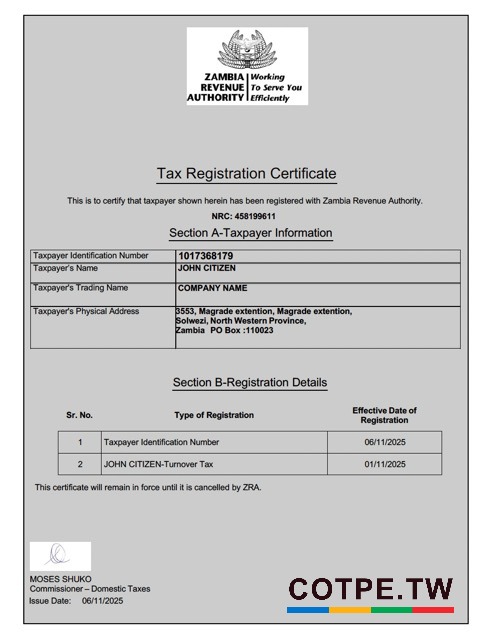 ZAMBIA
REVENUE
AUTHORITY
Working
To Serve You
Efficiently
Tax Registration Certificate
This is to certify that taxpayer shown herein has been registered with Zambia Revenue Authority.
NRC: 458199611
Section A-Taxpayer Information
Taxpayer Identification Number 1017368179
Taxpayer's Name JOHN CITIZEN
Taxpayer's Trading Name COMPANY NAME
Taxpayer's Physical Address 3553, Magrade extention, Magrade extention,
Solwezi, North Western Province,
Zambia PO Box :110023
Section B-Registration Details
Sr. No. Type of Registration Effective Date of
Registration
1 Taxpayer Identification Number 06/11/2025
2 JOHN CITIZEN-Turnover Tax 01/11/2025
This certificate will remain in force until it is cancelled by ZRA.
MOSES SHUKO
Commissioner – Domestic Taxes
Issue Date: 06/11/2025
COTPE.TW